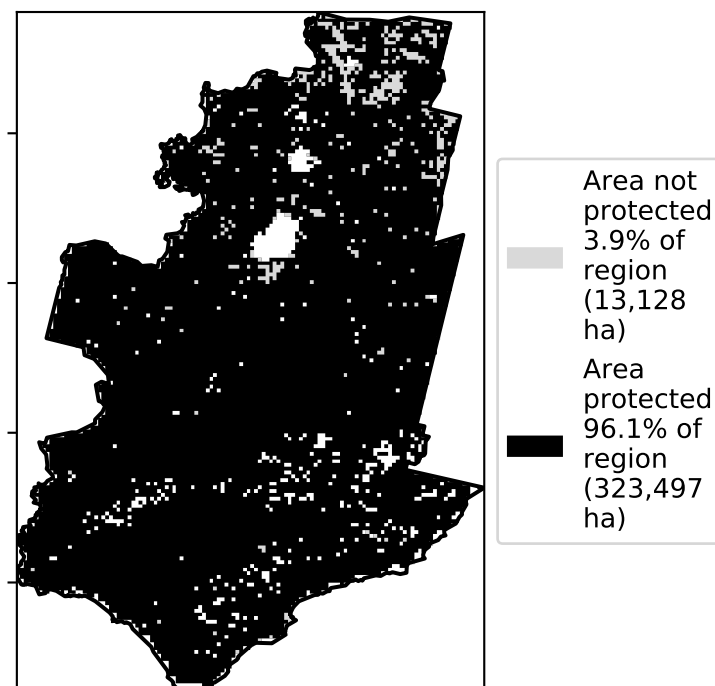 Area not
protected
3.9% of
region
(13,128
ha)
Area
protected
96.1% of
region
(323,497
ha)